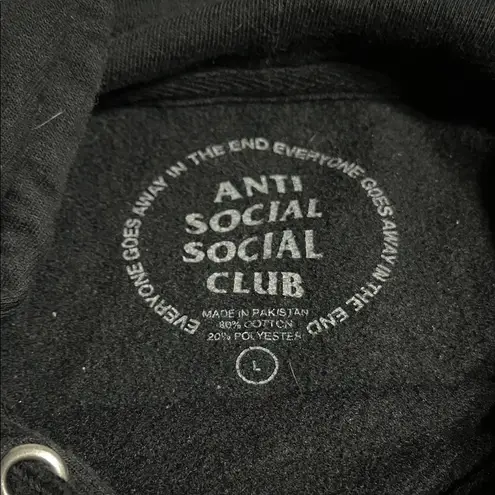 EVERYONE GOES AWAY IN THE END EVERYONE GOES AWAY IN THE END
ANTI
SOCIAL
SOCIAL
CLUB
MADE IN PAKISTAN
80% COTTON
20% POLYESTER
L